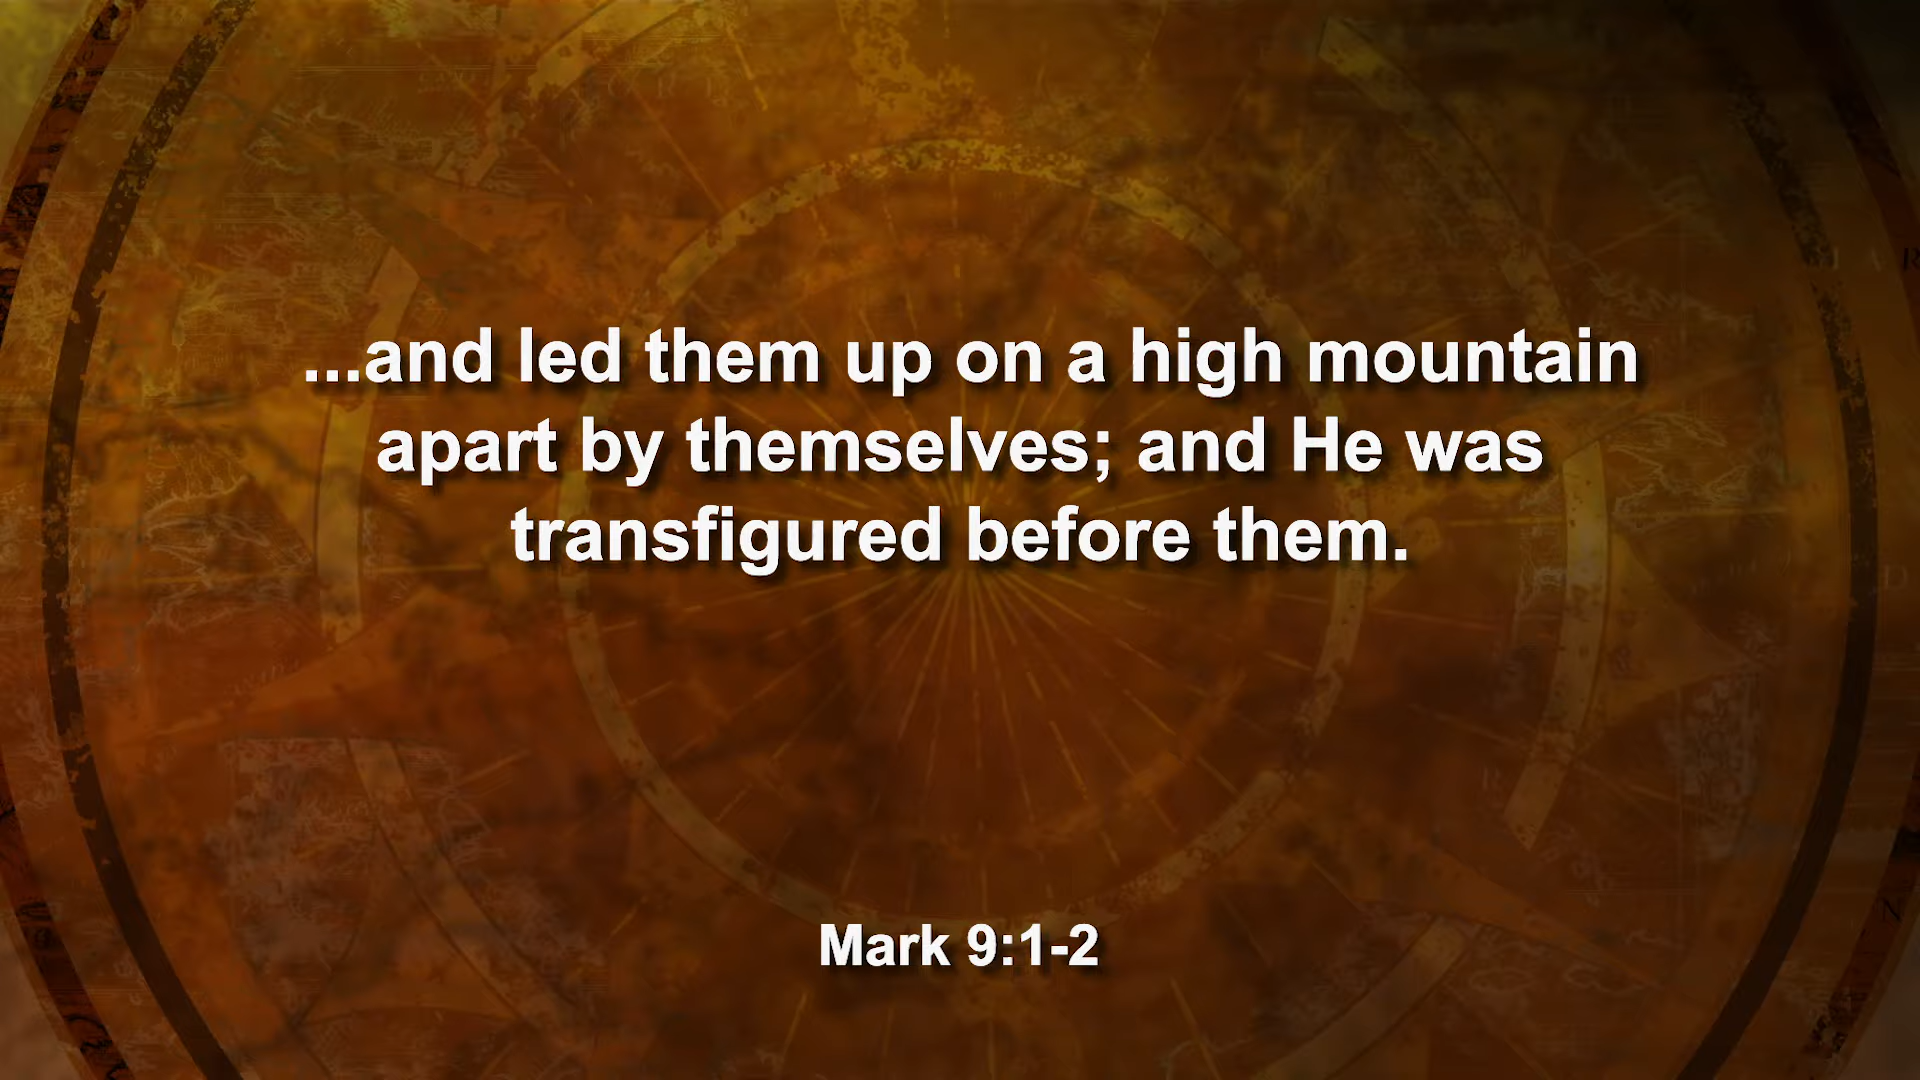 ...and led them up on a high mountain
apart by themselves; and He was
transfigured before them.
Mark 9:1-2